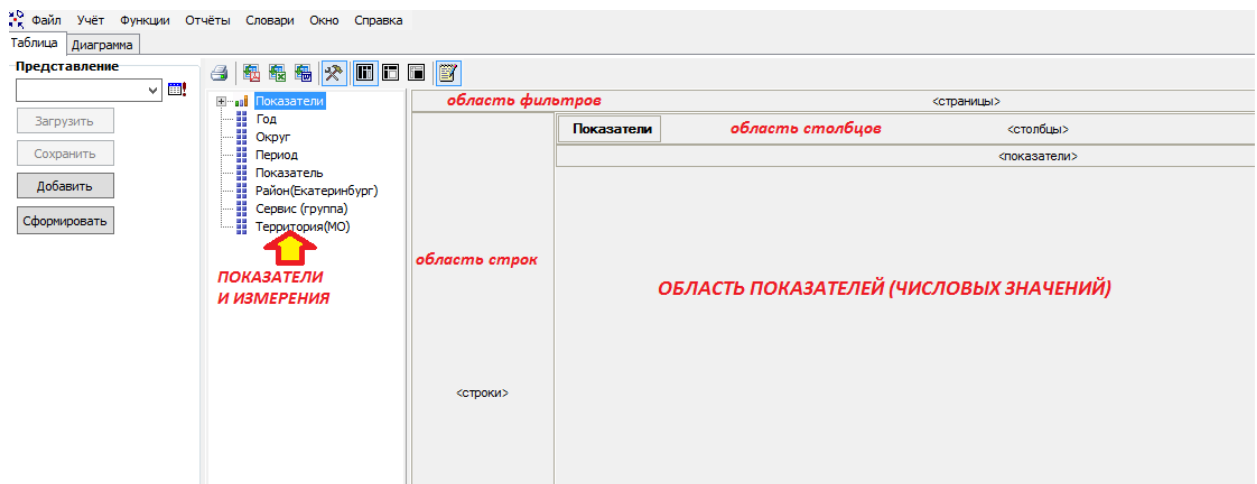 Файл Учёт Функции Отчёты Словари Окно Справка
Таблица Диаграмма
Представление
Загрузить
Сохранить
Добавить
Сформировать
Показатели
Год
Округ
Период
Показатель
Район(Екатеринбург)
Сервис (группа)
Территория(МО)
ПОКАЗАТЕЛИ
И ИЗМЕРЕНИЯ
область фильтров <страницы>
Показатели область столбцов <столбцы>
<показатели>
область строк
ОБЛАСТЬ ПОКАЗАТЕЛЕЙ (ЧИСЛОВЫХ ЗНАЧЕНИЙ)
<строки>